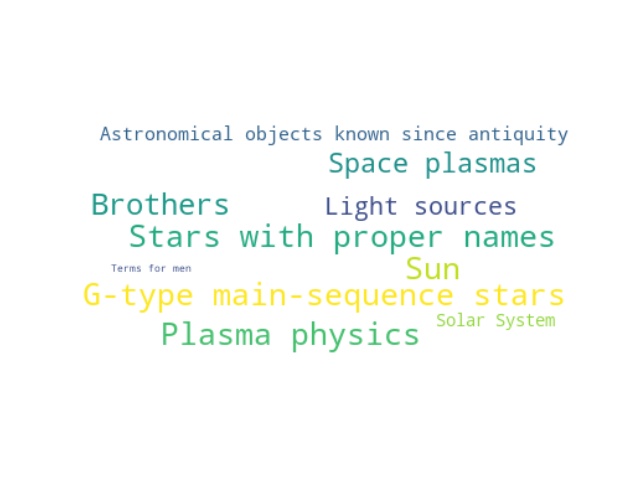 Astronomical objects known since antiquity
Space plasmas
Brothers
Light sources
Stars with proper names
Terms for men
Sun
G-type main-sequence stars
Solar System
Plasma physics